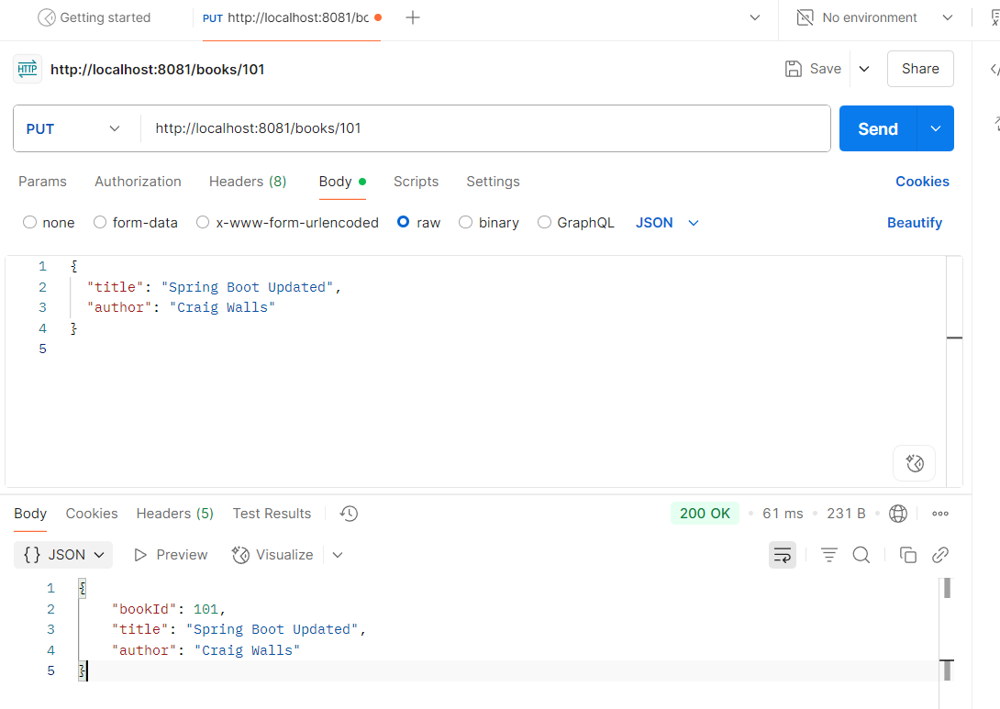 Getting started
PUT http://localhost:8081/bc
No environment
HTTP http://localhost:8081/books/101
Save
Share
PUT http://localhost:8081/books/101
Send
Params Authorization Headers (8) Body Scripts Settings Cookies
none form-data x-www-form-urlencoded raw binary GraphQL JSON Beautify
1 {
2 "title": "Spring Boot Updated",
3 "author": "Craig Walls"
4 }
5
Body Cookies Headers (5) Test Results 200 OK 61 ms 231 B
{} JSON Preview Visualize
1 {
2 "bookId": 101,
3 "title": "Spring Boot Updated",
4 "author": "Craig Walls"
5 }